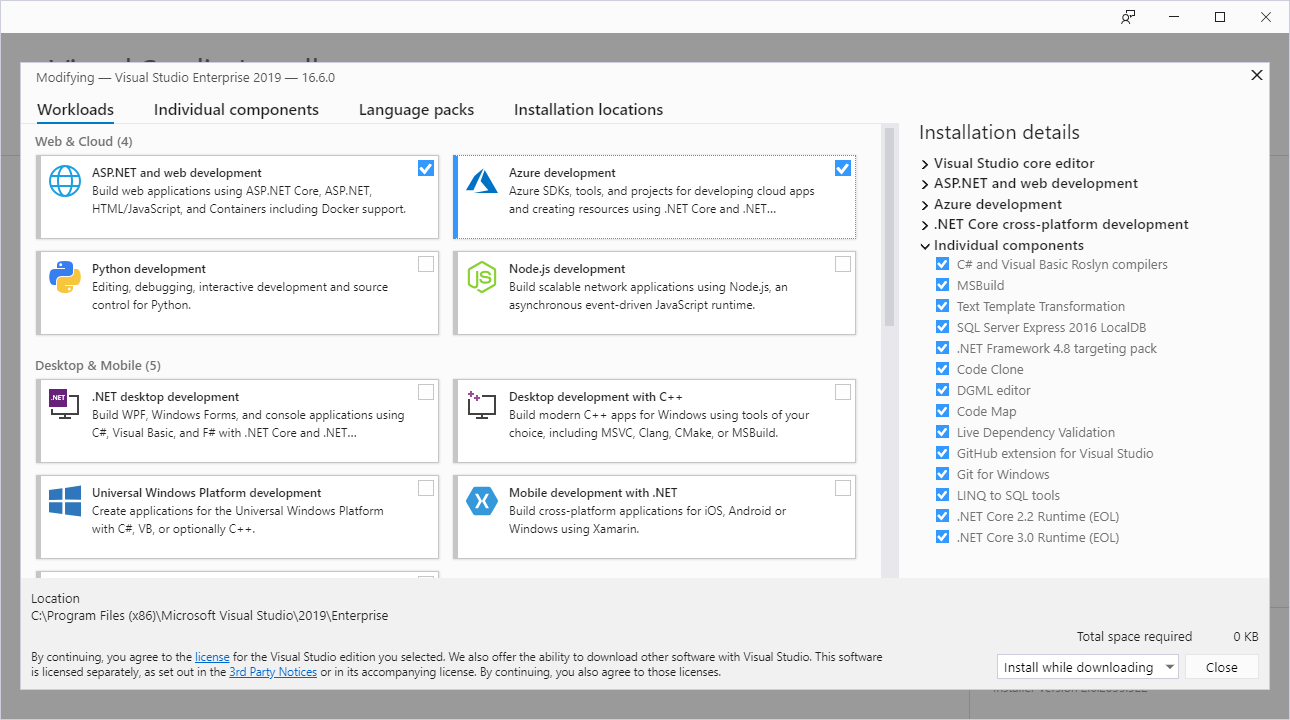 Modifying — Visual Studio Enterprise 2019 — 16.6.0
Workloads
Individual components
Language packs
Installation locations
Web & Cloud (4)
ASP.NET and web development
Build web applications using ASP.NET Core, ASP.NET,
HTML/JavaScript, and Containers including Docker support.
Azure development
Azure SDKs, tools, and projects for developing cloud apps
and creating resources using .NET Core and .NET...
Python development
Editing, debugging, interactive development and source
control for Python.
JS
Node.js development
Build scalable network applications using Node.js, an
asynchronous event-driven JavaScript runtime.
Desktop & Mobile (5)
.NET
.NET desktop development
Build WPF, Windows Forms, and console applications using
C#, Visual Basic, and F# with .NET Core and .NET...
Desktop development with C++
Build modern C++ apps for Windows using tools of your
choice, including MSVC, Clang, CMake, or MSBuild.
Universal Windows Platform development
Create applications for the Universal Windows Platform
with C#, VB, or optionally C++.
Mobile development with .NET
Build cross-platform applications for iOS, Android or
Windows using Xamarin.
Installation details
Visual Studio core editor
ASP.NET and web development
Azure development
.NET Core cross-platform development
Individual components
C# and Visual Basic Roslyn compilers
MSBuild
Text Template Transformation
SQL Server Express 2016 LocalDB
.NET Framework 4.8 targeting pack
Code Clone
DGML editor
Code Map
Live Dependency Validation
GitHub extension for Visual Studio
Git for Windows
LINQ to SQL tools
.NET Core 2.2 Runtime (EOL)
.NET Core 3.0 Runtime (EOL)
Location
C:\Program Files (x86)\Microsoft Visual Studio\2019\Enterprise
By continuing, you agree to the license for the Visual Studio edition you selected. We also offer the ability to download other software with Visual Studio. This software
is licensed separately, as set out in the 3rd Party Notices or in its accompanying license. By continuing, you also agree to those licenses.
Total space required 0 KB
Install while downloading
Close